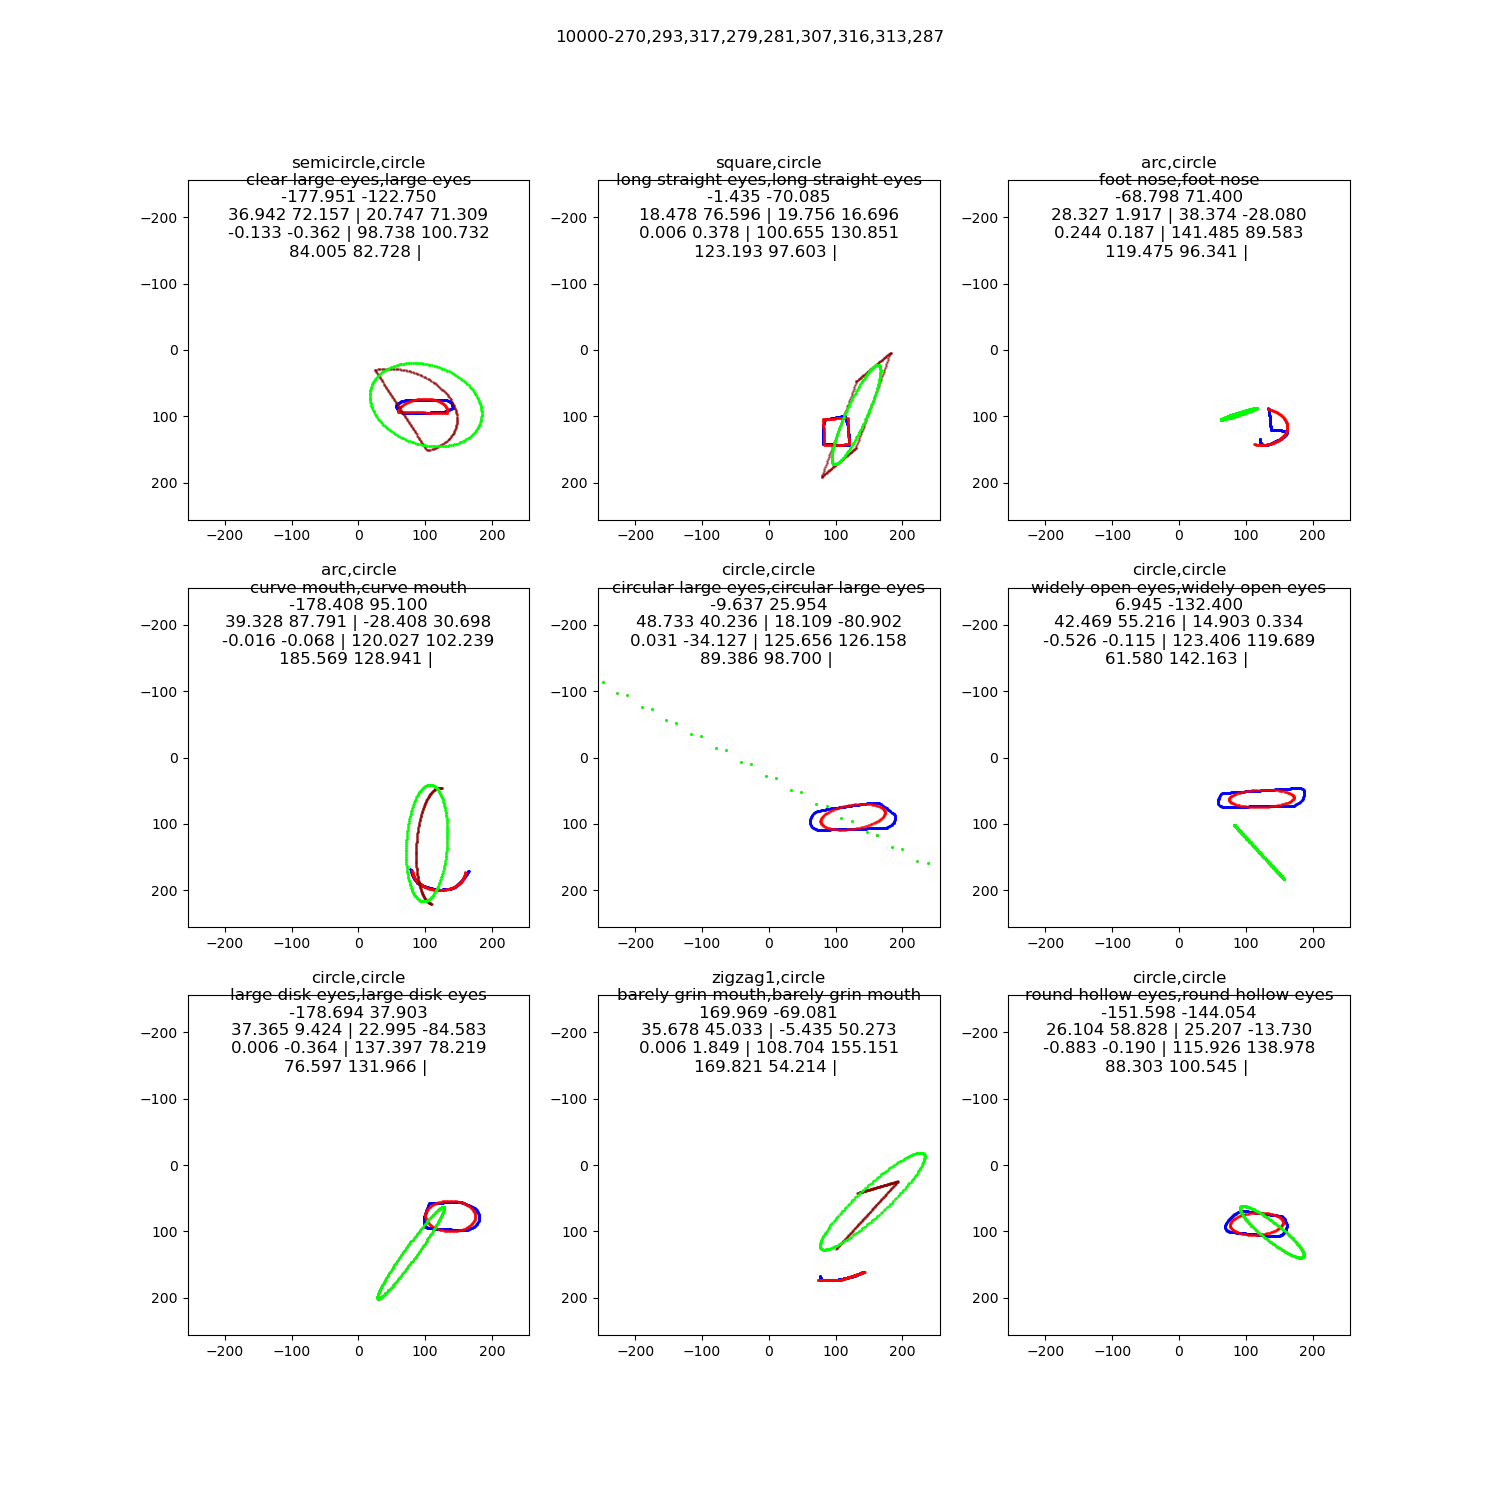 10000-270,293,317,279,281,307,316,313,287
semicircle,circle
clear large eyes,large eyes
-177.951 -122.750
36.942 72.157 | 20.747 71.309
-0.133 -0.362 | 98.738 100.732
84.005 82.728 |
−200
−100
0
100
200
−200 −100 0 100 200
square,circle
long straight eyes,long straight eyes
-1.435 -70.085
18.478 76.596 | 19.756 16.696
0.006 0.378 | 100.655 130.851
123.193 97.603 |
−200
−100
0
100
200
−200 −100 0 100 200
arc,circle
foot nose,foot nose
-68.798 71.400
28.327 1.917 | 38.374 -28.080
0.244 0.187 | 141.485 89.583
119.475 96.341 |
−200
−100
0
100
200
−200 −100 0 100 200
arc,circle
curve mouth,curve mouth
-178.408 95.100
39.328 87.791 | -28.408 30.698
-0.016 -0.068 | 120.027 102.239
185.569 128.941 |
−200
−100
0
100
200
−200 −100 0 100 200
circle,circle
circular large eyes,circular large eyes
-9.637 25.954
48.733 40.236 | 18.109 -80.902
0.031 -34.127 | 125.656 126.158
89.386 98.700 |
−200
−100
0
100
200
−200 −100 0 100 200
circle,circle
widely open eyes,widely open eyes
6.945 -132.400
42.469 55.216 | 14.903 0.334
-0.526 -0.115 | 123.406 119.689
61.580 142.163 |
−200
−100
0
100
200
−200 −100 0 100 200
circle,circle
large disk eyes,large disk eyes
-178.694 37.903
37.365 9.424 | 22.995 -84.583
0.006 -0.364 | 137.397 78.219
76.597 131.966 |
−200
−100
0
100
200
−200 −100 0 100 200
zigzag1,circle
barely grin mouth,barely grin mouth
169.969 -69.081
35.678 45.033 | -5.435 50.273
0.006 1.849 | 108.704 155.151
169.821 54.214 |
−200
−100
0
100
200
−200 −100 0 100 200
circle,circle
round hollow eyes,round hollow eyes
-151.598 -144.054
26.104 58.828 | 25.207 -13.730
-0.883 -0.190 | 115.926 138.978
88.303 100.545 |
−200
−100
0
100
200
−200 −100 0 100 200